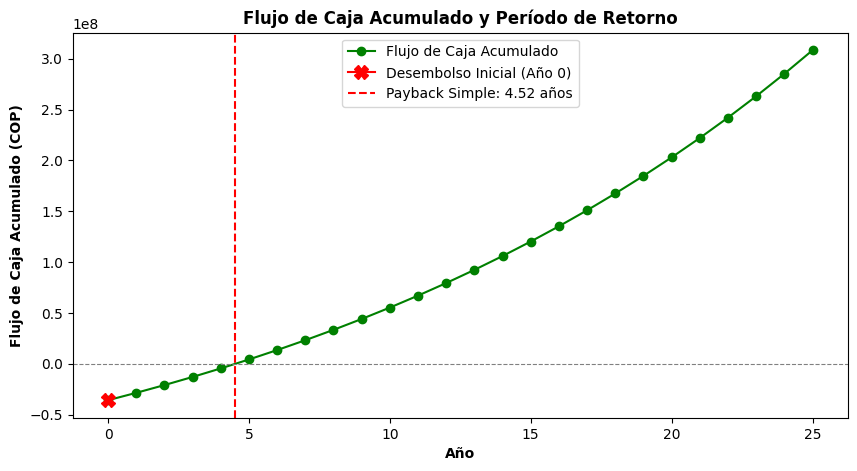 Flujo de Caja Acumulado y Período de Retorno
1e8
Flujo de Caja Acumulado
Desembolso Inicial (Año 0)
Payback Simple: 4.52 años
Flujo de Caja Acumulado (COP)
3.0
2.5
2.0
1.5
1.0
0.5
0.0
−0.5
0 5 10 15 20 25
Año